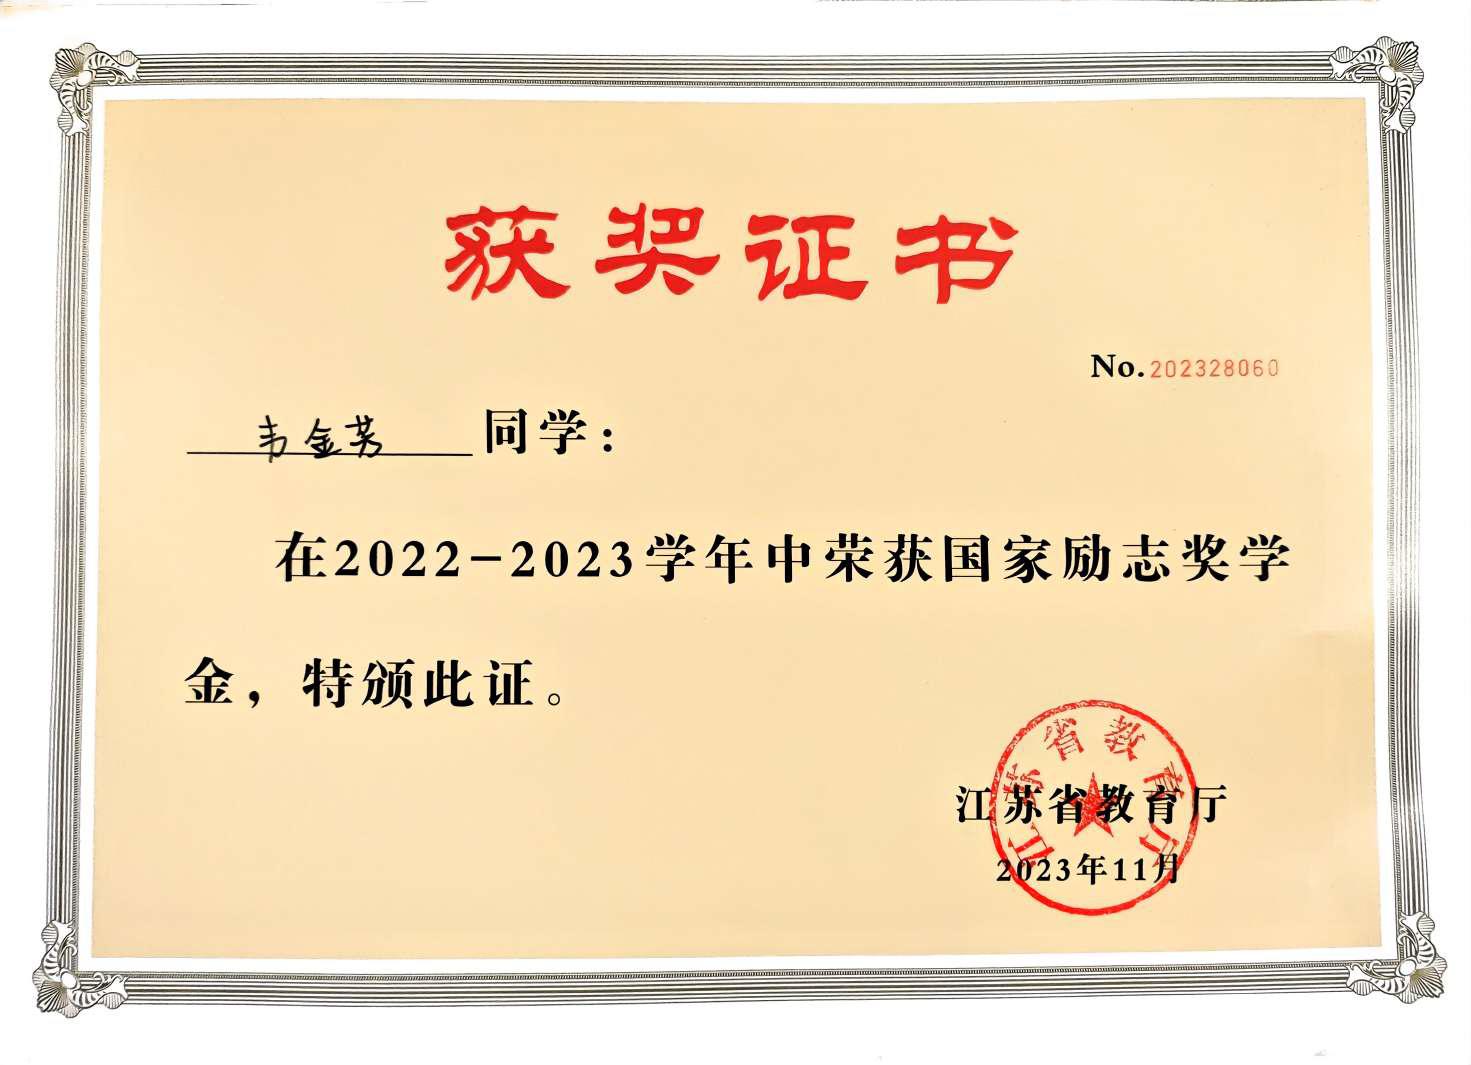 获奖证书
No.202328060
韦金芳 同学：
在2022-2023学年中荣获国家励志奖学
金，特颁此证。
江苏省教育厅
2023年11月
江苏省教育厅